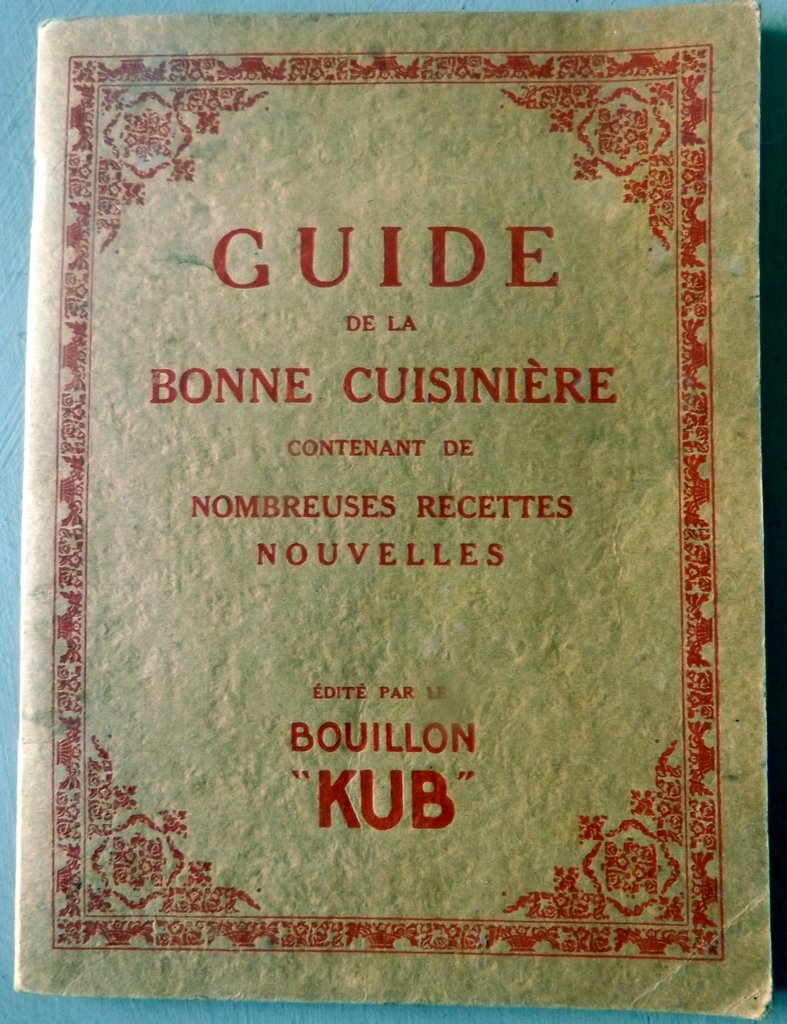 GUIDE
DE LA
BONNE CUISINIÈRE
CONTENANT DE
NOMBREUSES RECETTES
NOUVELLES
ÉDITÉ PAR LE
BOUILLON
"KUB"